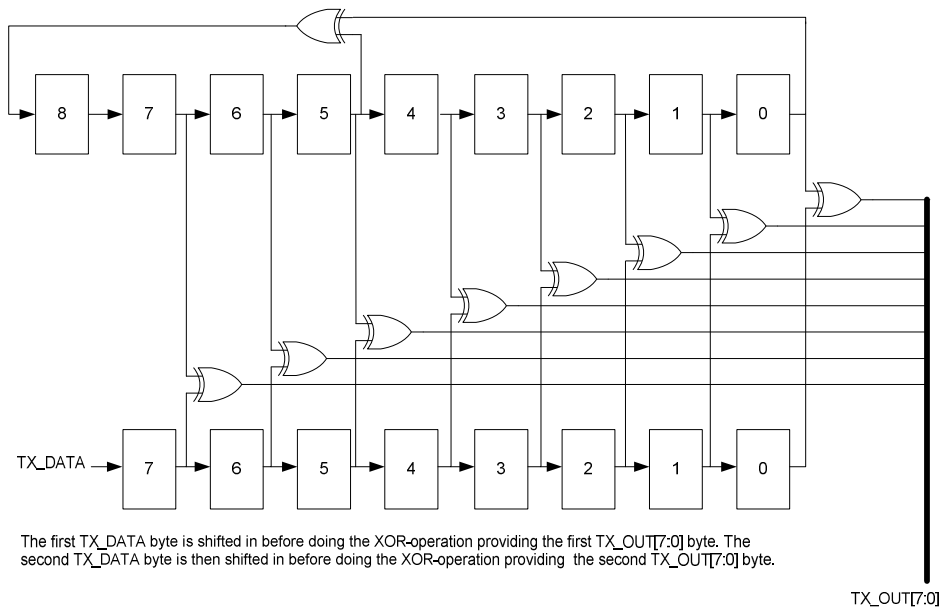 8 7 6 5 4 3 2 1 0
TX_DATA 7 6 5 4 3 2 1 0
The first TX_DATA byte is shifted in before doing the XOR-operation providing the first TX_OUT[7:0] byte. The
second TX_DATA byte is then shifted in before doing the XOR-operation providing the second TX_OUT[7:0] byte.
TX_OUT[7:0]